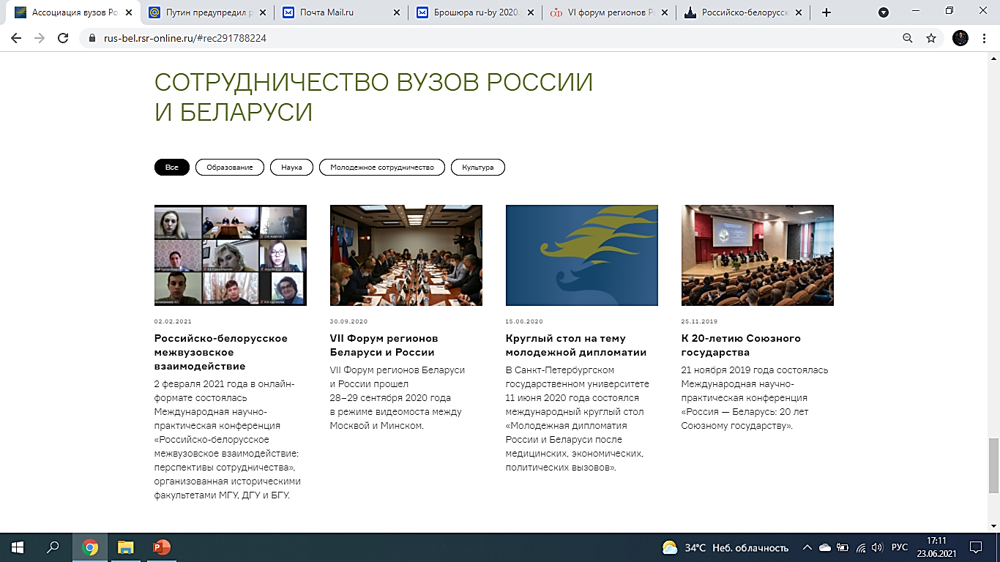 Ассоциация вузов Ро
Путин предупредил р
Почта Mail.ru
Брошюра ru-by 2020.
VI форум регионов Р
Российско-белорусск
rus-bel.rsr-online.ru/#rec291788224
СОТРУДНИЧЕСТВО ВУЗОВ РОССИИ
И БЕЛАРУСИ
Все
Образование
Наука
Молодежное сотрудничество
Культура
02.02.2021
Российско-белорусское
межвузовское
взаимодействие
2 февраля 2021 года в онлайн-
формате состоялась
Международная научно-
практическая конференция
«Российско-белорусское
межвузовское взаимодействие:
перспективы сотрудничества»,
организованная историческими
факультетами МГУ, ДГУ и БГУ.
30.09.2020
VII Форум регионов
Беларуси и России
VII Форум регионов Беларуси
и России прошел
28–29 сентября 2020 года
в режиме видеомоста между
Москвой и Минском.
15.06.2020
Круглый стол на тему
молодежной дипломатии
В Санкт-Петербургском
государственном университете
11 июня 2020 года состоялся
международный круглый стол
«Молодежная дипломатия
России и Беларуси после
медицинских, экономических,
политических вызовов».
25.11.2019
К 20-летию Союзного
государства
21 ноября 2019 года состоялась
Международная научно-
практическая конференция
«Россия — Беларусь: 20 лет
Союзному государству».
34°C Неб. облачность
РУС
17:11
23.06.2021